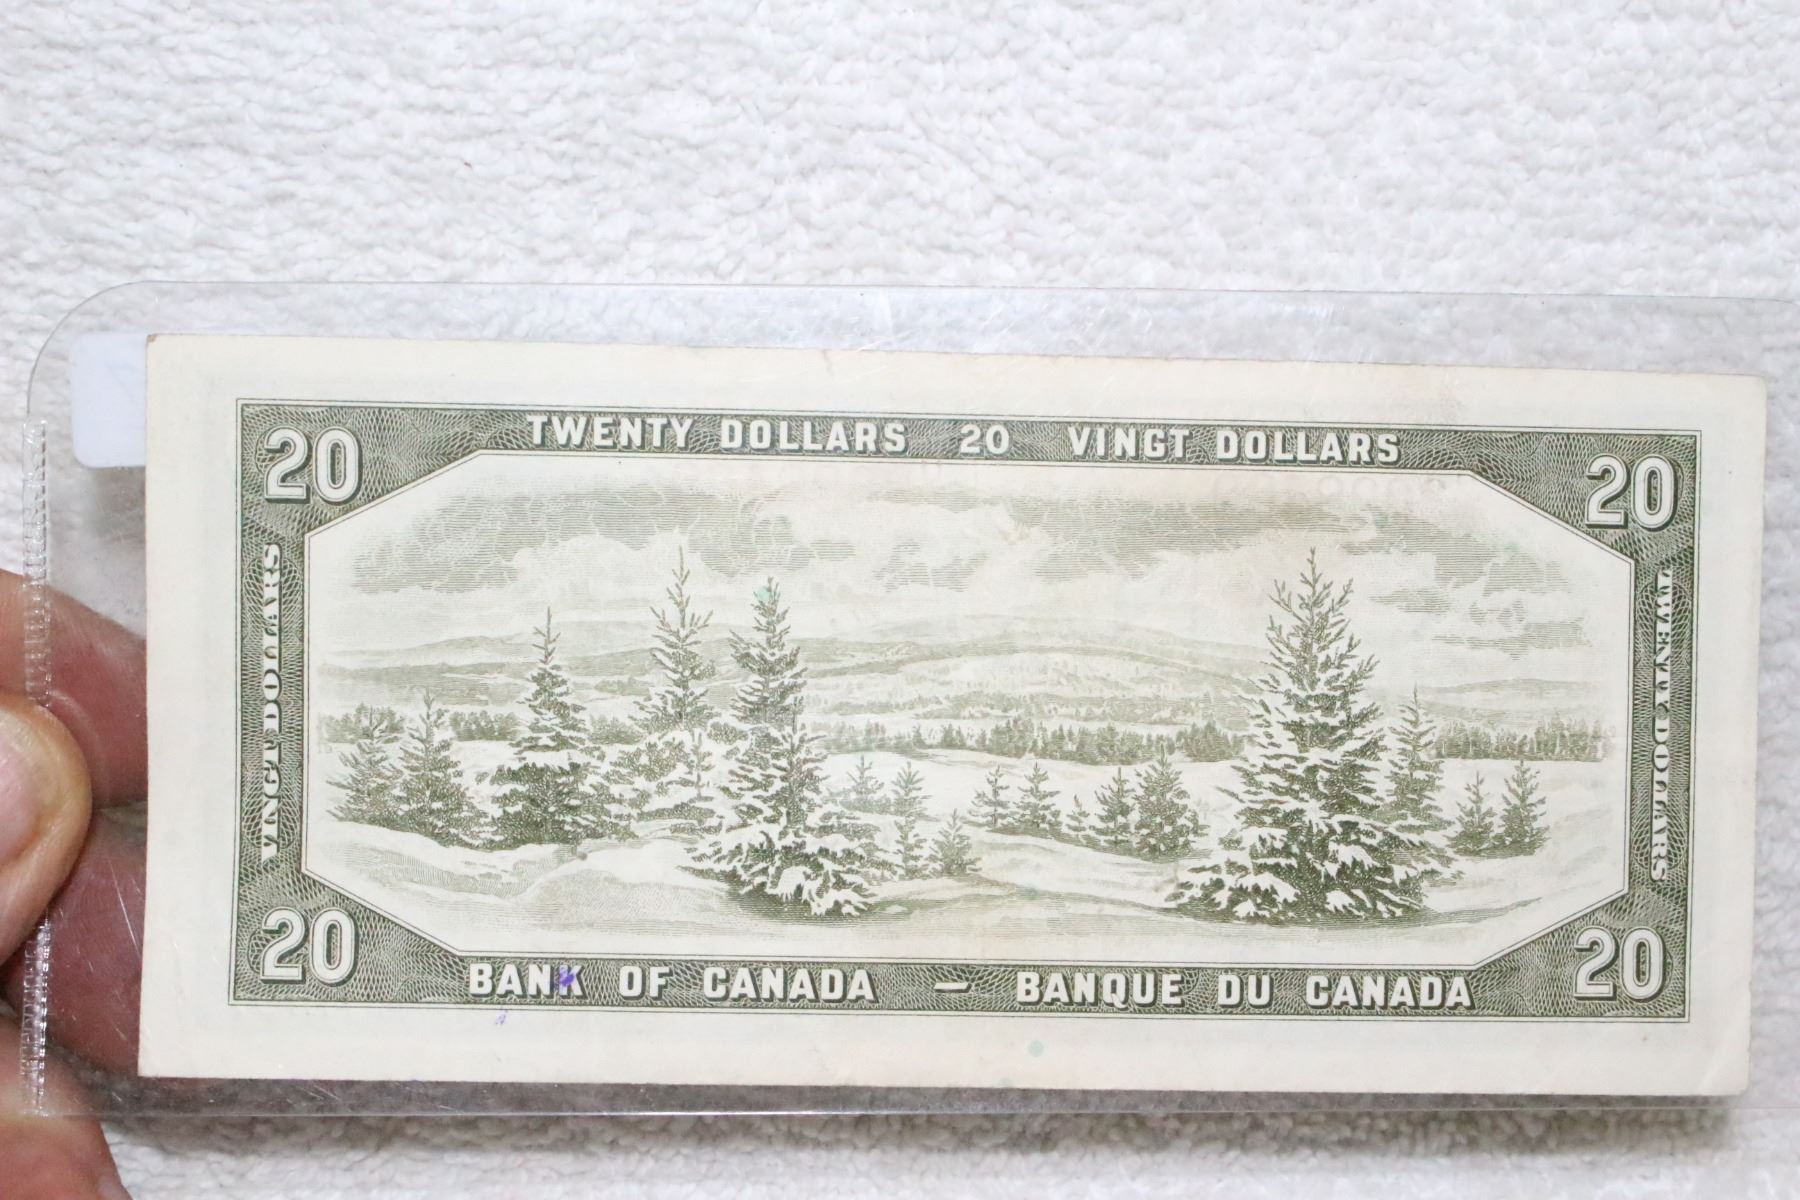 20 TWENTY DOLLARS 20 VINGT DOLLARS 20
VINGT DOLLARS
TWENTY DOLLARS
20 BANK OF CANADA — BANQUE DU CANADA 20